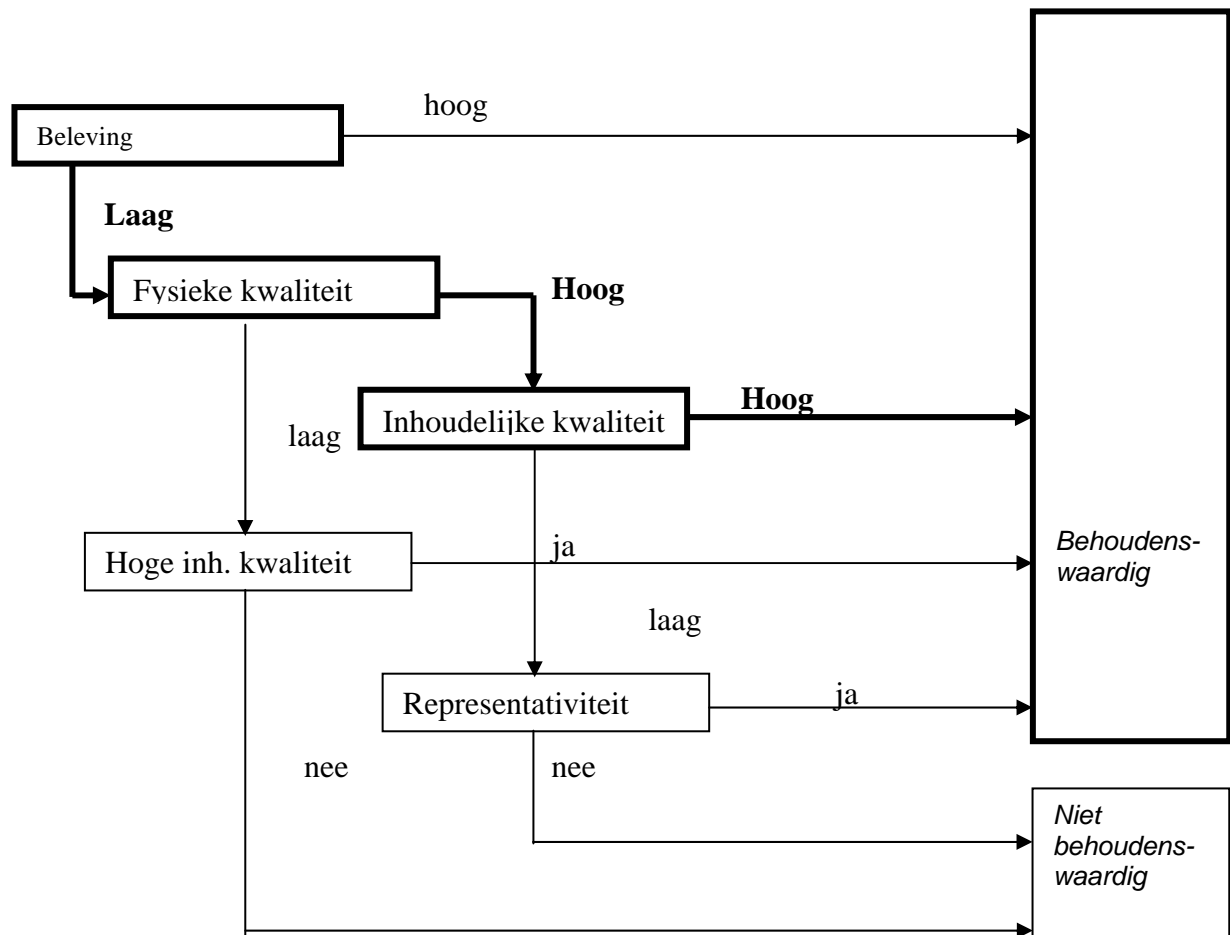 hoog
Beleving
Laag
Fysieke kwaliteit
Hoog
Inhoudelijke kwaliteit
Hoog
laag
Hoge inh. kwaliteit
ja
Behoudens-
waardig
laag
Representativiteit
ja
nee
nee
Niet
behoudens-
waardig